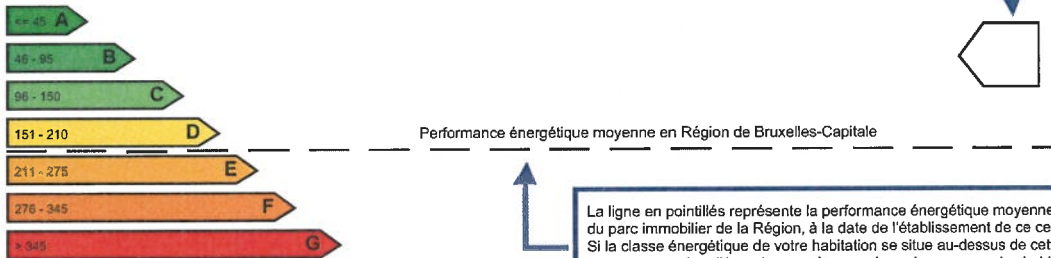 <= 45 A
46 - 95 B
96 - 150 C
151 - 210 D
Performance énergétique moyenne en Région de Bruxelles-Capitale
211 - 275 E
276 - 345 F
> 345 G
La ligne en pointillés représente la performance énergétique moyenne
du parc immobilier de la Région, à la date de l'établissement de ce ce
Si la classe énergétique de votre habitation se situe au-dessus de cet